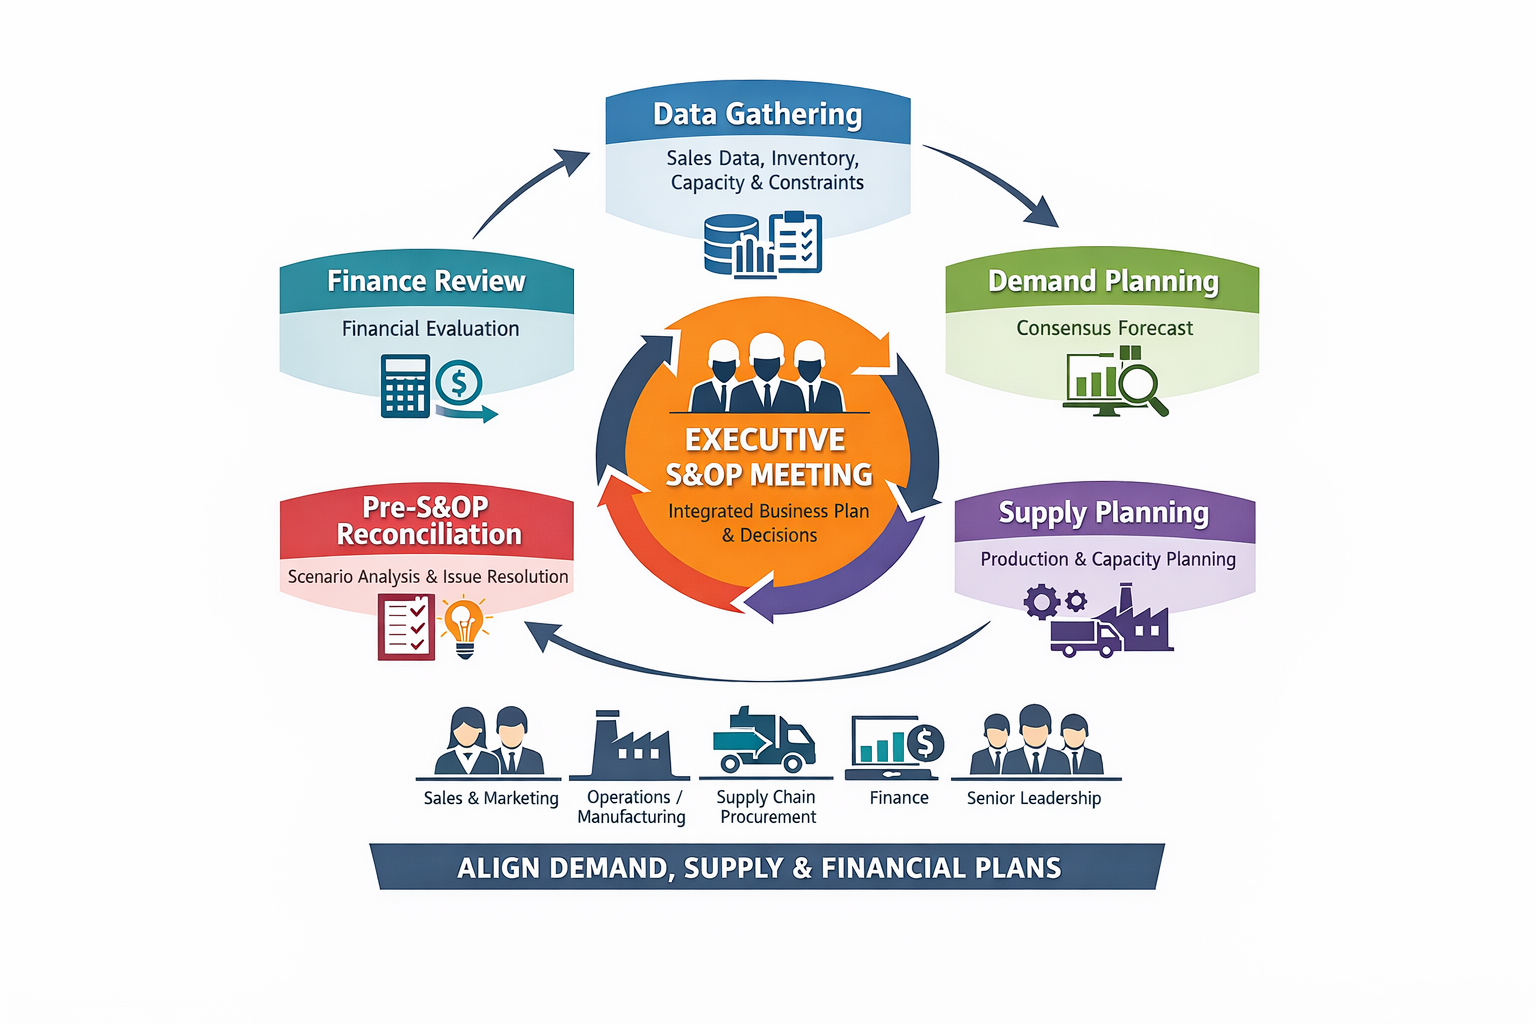 Data Gathering
Sales Data, Inventory,
Capacity & Constraints
Finance Review
Financial Evaluation
$
Demand Planning
Consensus Forecast
EXECUTIVE
S&OP MEETING
Integrated Business Plan
& Decisions
Pre-S&OP
Reconciliation
Scenario Analysis & Issue Resolution
Supply Planning
Production & Capacity Planning
$
Sales & Marketing
Operations /
Manufacturing
Supply Chain
Procurement
Finance
Senior Leadership
ALIGN DEMAND, SUPPLY & FINANCIAL PLANS